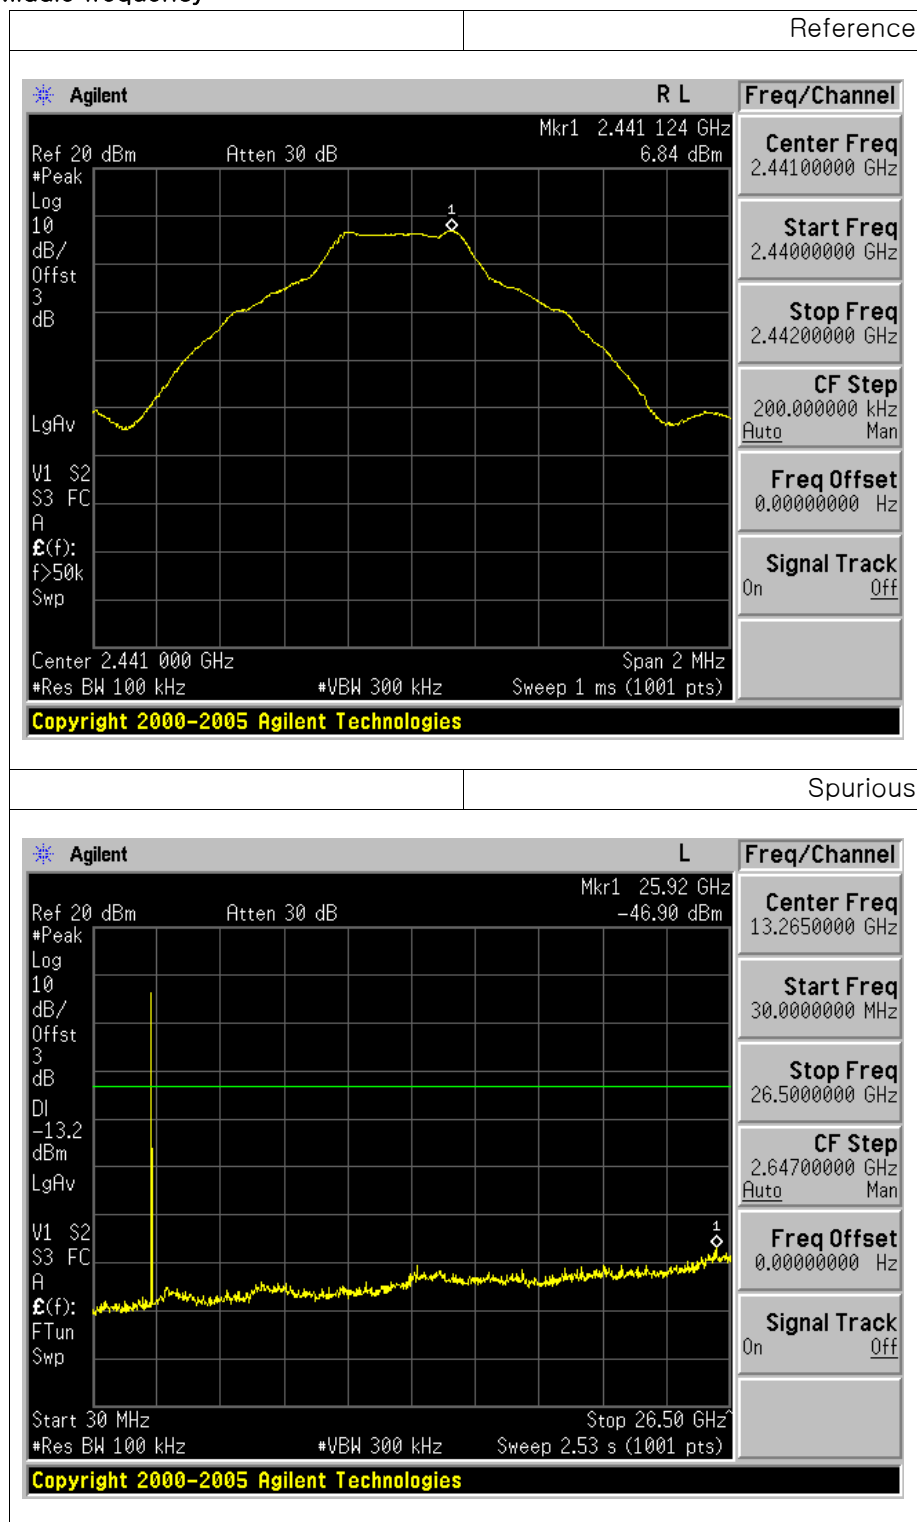 Middle frequency
Reference
Agilent R L Freq/Channel
Mkr1 2.441 124 GHz
Ref 20 dBm Atten 30 dB 6.84 dBm
#Peak
Log
10
dB/
Offst
3
dB
LgAv
V1 S2
S3 FC
A
£(f):
f>50k
Swp
1
Center 2.441 000 GHz Span 2 MHz
#Res BW 100 kHz #VBW 300 kHz Sweep 1 ms (1001 pts)
Center Freq
2.44100000 GHz
Start Freq
2.44000000 GHz
Stop Freq
2.44200000 GHz
CF Step
200.000000 kHz
Auto Man
Freq Offset
0.00000000 Hz
Signal Track
On Off
Copyright 2000-2005 Agilent Technologies
Spurious
Agilent L Freq/Channel
Mkr1 25.92 GHz
Ref 20 dBm Atten 30 dB -46.90 dBm
#Peak
Log
10
dB/
Offst
3
dB
DI
-13.2
dBm
LgAv
V1 S2
S3 FC
A
£(f):
FTun
Swp
1
Start 30 MHz Stop 26.50 GHz^
#Res BW 100 kHz #VBW 300 kHz Sweep 2.53 s (1001 pts)
Center Freq
13.2650000 GHz
Start Freq
30.0000000 MHz
Stop Freq
26.5000000 GHz
CF Step
2.64700000 GHz
Auto Man
Freq Offset
0.00000000 Hz
Signal Track
On Off
Copyright 2000-2005 Agilent Technologies